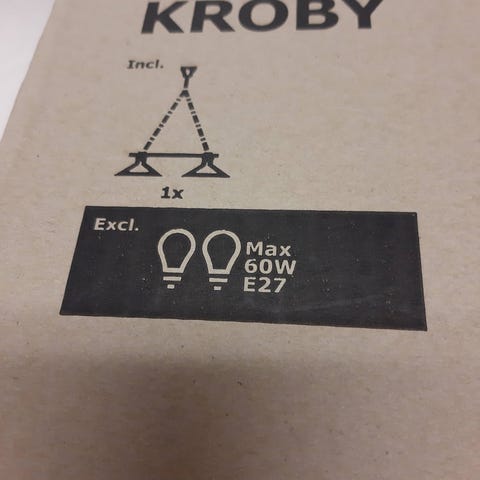 KROBY
Incl.
1x
Excl.
Max
60W
E27